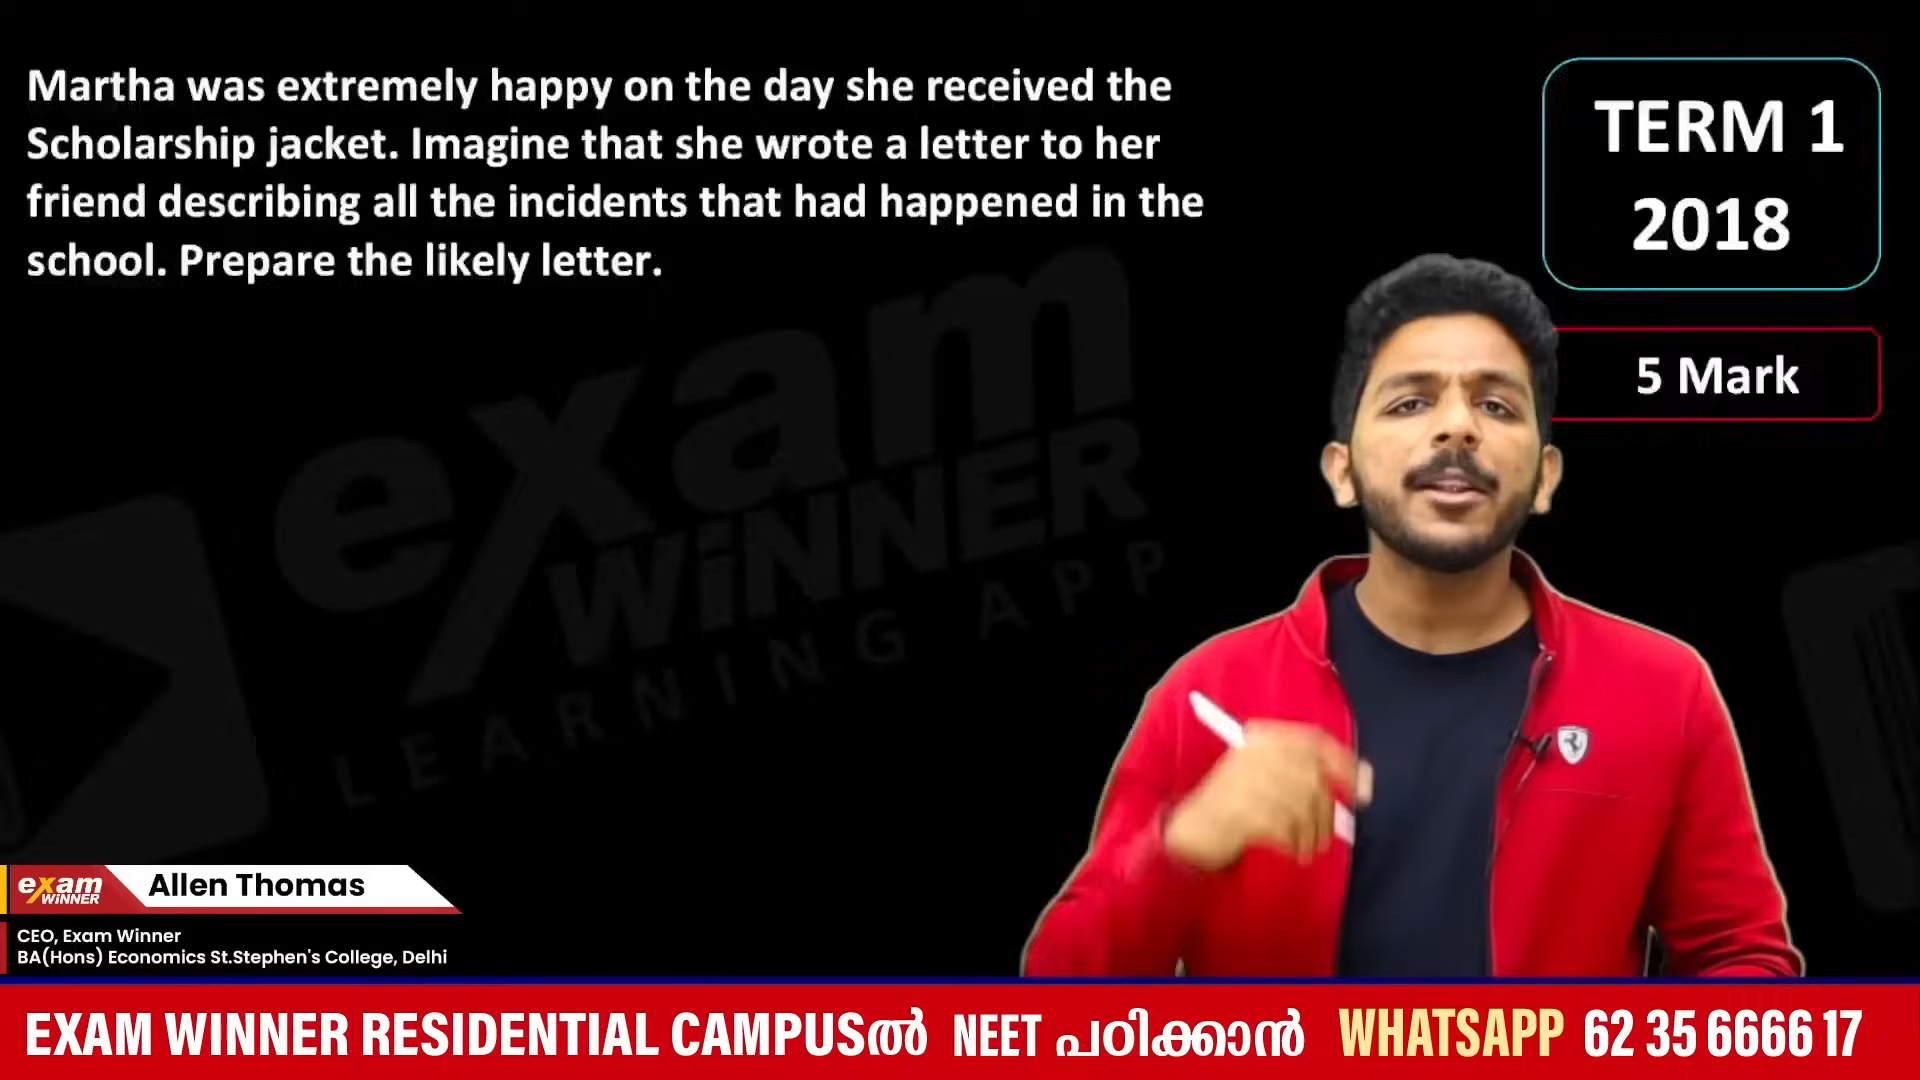 Martha was extremely happy on the day she received the
Scholarship jacket. Imagine that she wrote a letter to her
friend describing all the incidents that had happened in the
school. Prepare the likely letter.
TERM 1
2018
5 Mark
exam
WiNNER
LEARNING APP
exam
WiNNER
Allen Thomas
CEO, Exam Winner
BA(Hons) Economics St.Stephen's College, Delhi
EXAM WINNER RESIDENTIAL CAMPUSൽ NEET പഠിക്കാൻ WHATSAPP 62 35 6666 17